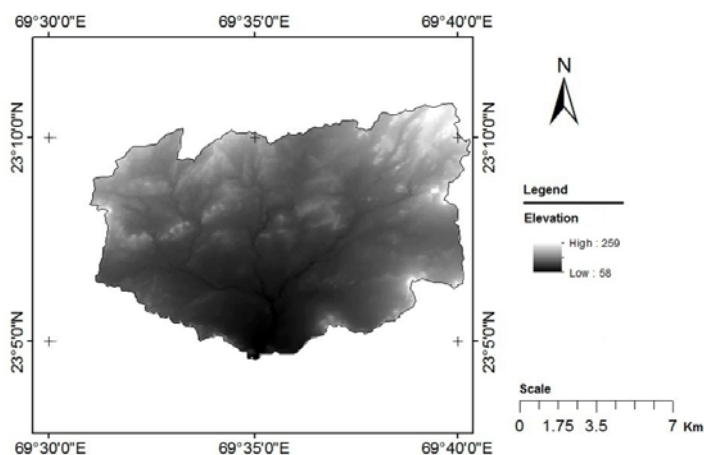 69°30'0"E 69°35'0"E 69°40'0"E
N
23°10'0"N 23°10'0"N
Legend
Elevation
High : 259
Low : 58
23°5'0"N 23°5'0"N
Scale
0 1.75 3.5 7 Km
69°30'0"E 69°35'0"E 69°40'0"E